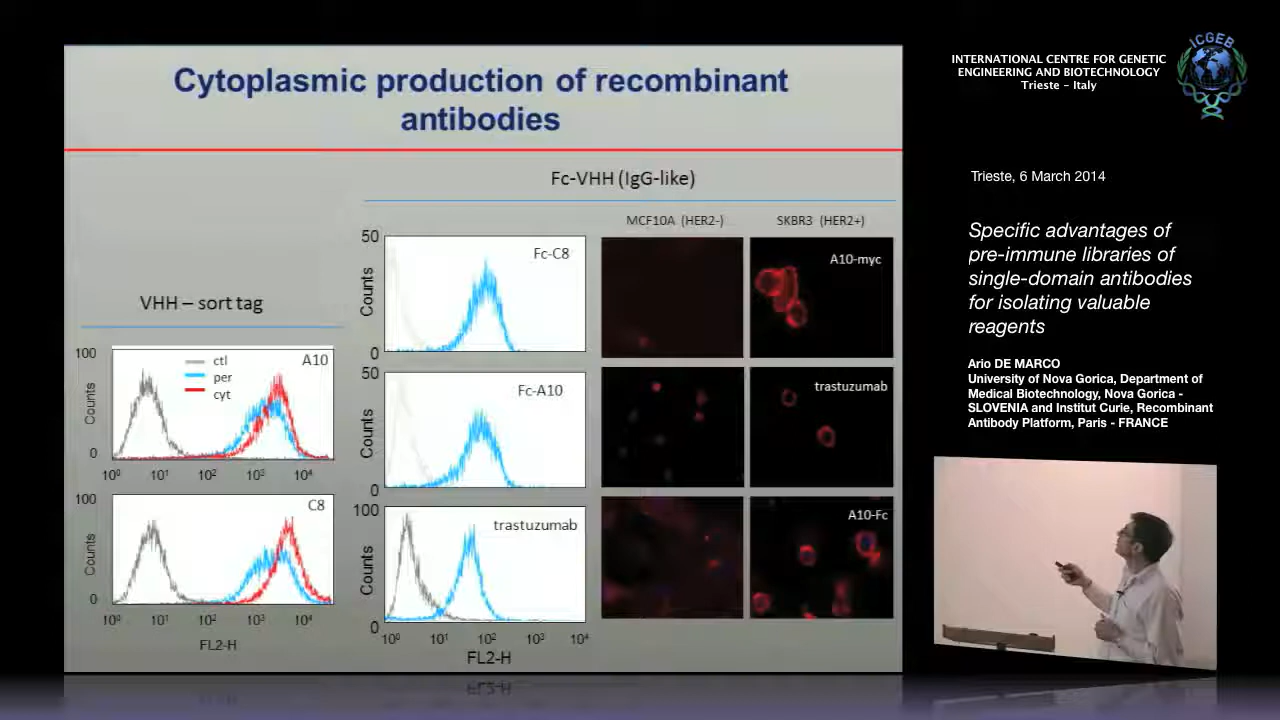 Cytoplasmic production of recombinant
antibodies
Fc-VHH (IgG-like)
MCF10A (HER2-)
SKBR3 (HER2+)
VHH – sort tag
100
Counts
0
ctl
per
cyt
A10
10⁰ 10¹ 10² 10³ 10⁴
100
Counts
0
C8
10⁰ 10¹ 10² 10³ 10⁴
FL2-H
50
Counts
0
Fc-C8
50
Counts
0
Fc-A10
100
Counts
0
trastuzumab
10⁰ 10¹ 10² 10³ 10⁴
FL2-H
A10-myc
trastuzumab
A10-Fc
INTERNATIONAL CENTRE FOR GENETIC
ENGINEERING AND BIOTECHNOLOGY
Trieste – Italy
ICGEB
Trieste, 6 March 2014
Specific advantages of
pre-immune libraries of
single-domain antibodies
for isolating valuable
reagents
Ario DE MARCO
University of Nova Gorica, Department of
Medical Biotechnology, Nova Gorica -
SLOVENIA and Institut Curie, Recombinant
Antibody Platform, Paris - FRANCE